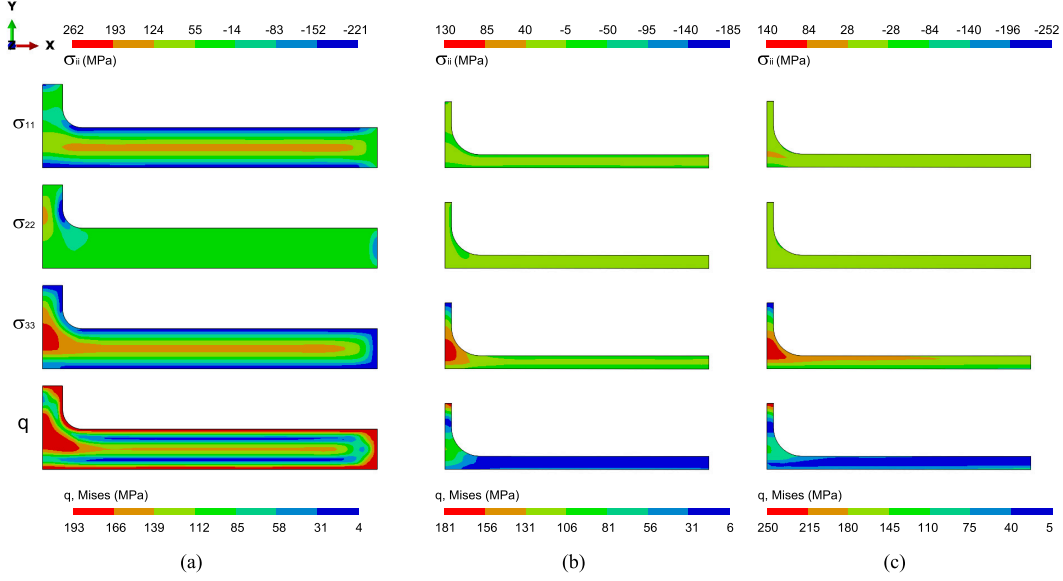 Y
Z X
262 193 124 55 -14 -83 -152 -221
σii (MPa)
130 85 40 -5 -50 -95 -140 -185
σii (MPa)
140 84 28 -28 -84 -140 -196 -252
σii (MPa)
σ11
σ22
σ33
q
q, Mises (MPa)
193 166 139 112 85 58 31 4
q, Mises (MPa)
181 156 131 106 81 56 31 6
q, Mises (MPa)
250 215 180 145 110 75 40 5
(a) (b) (c)